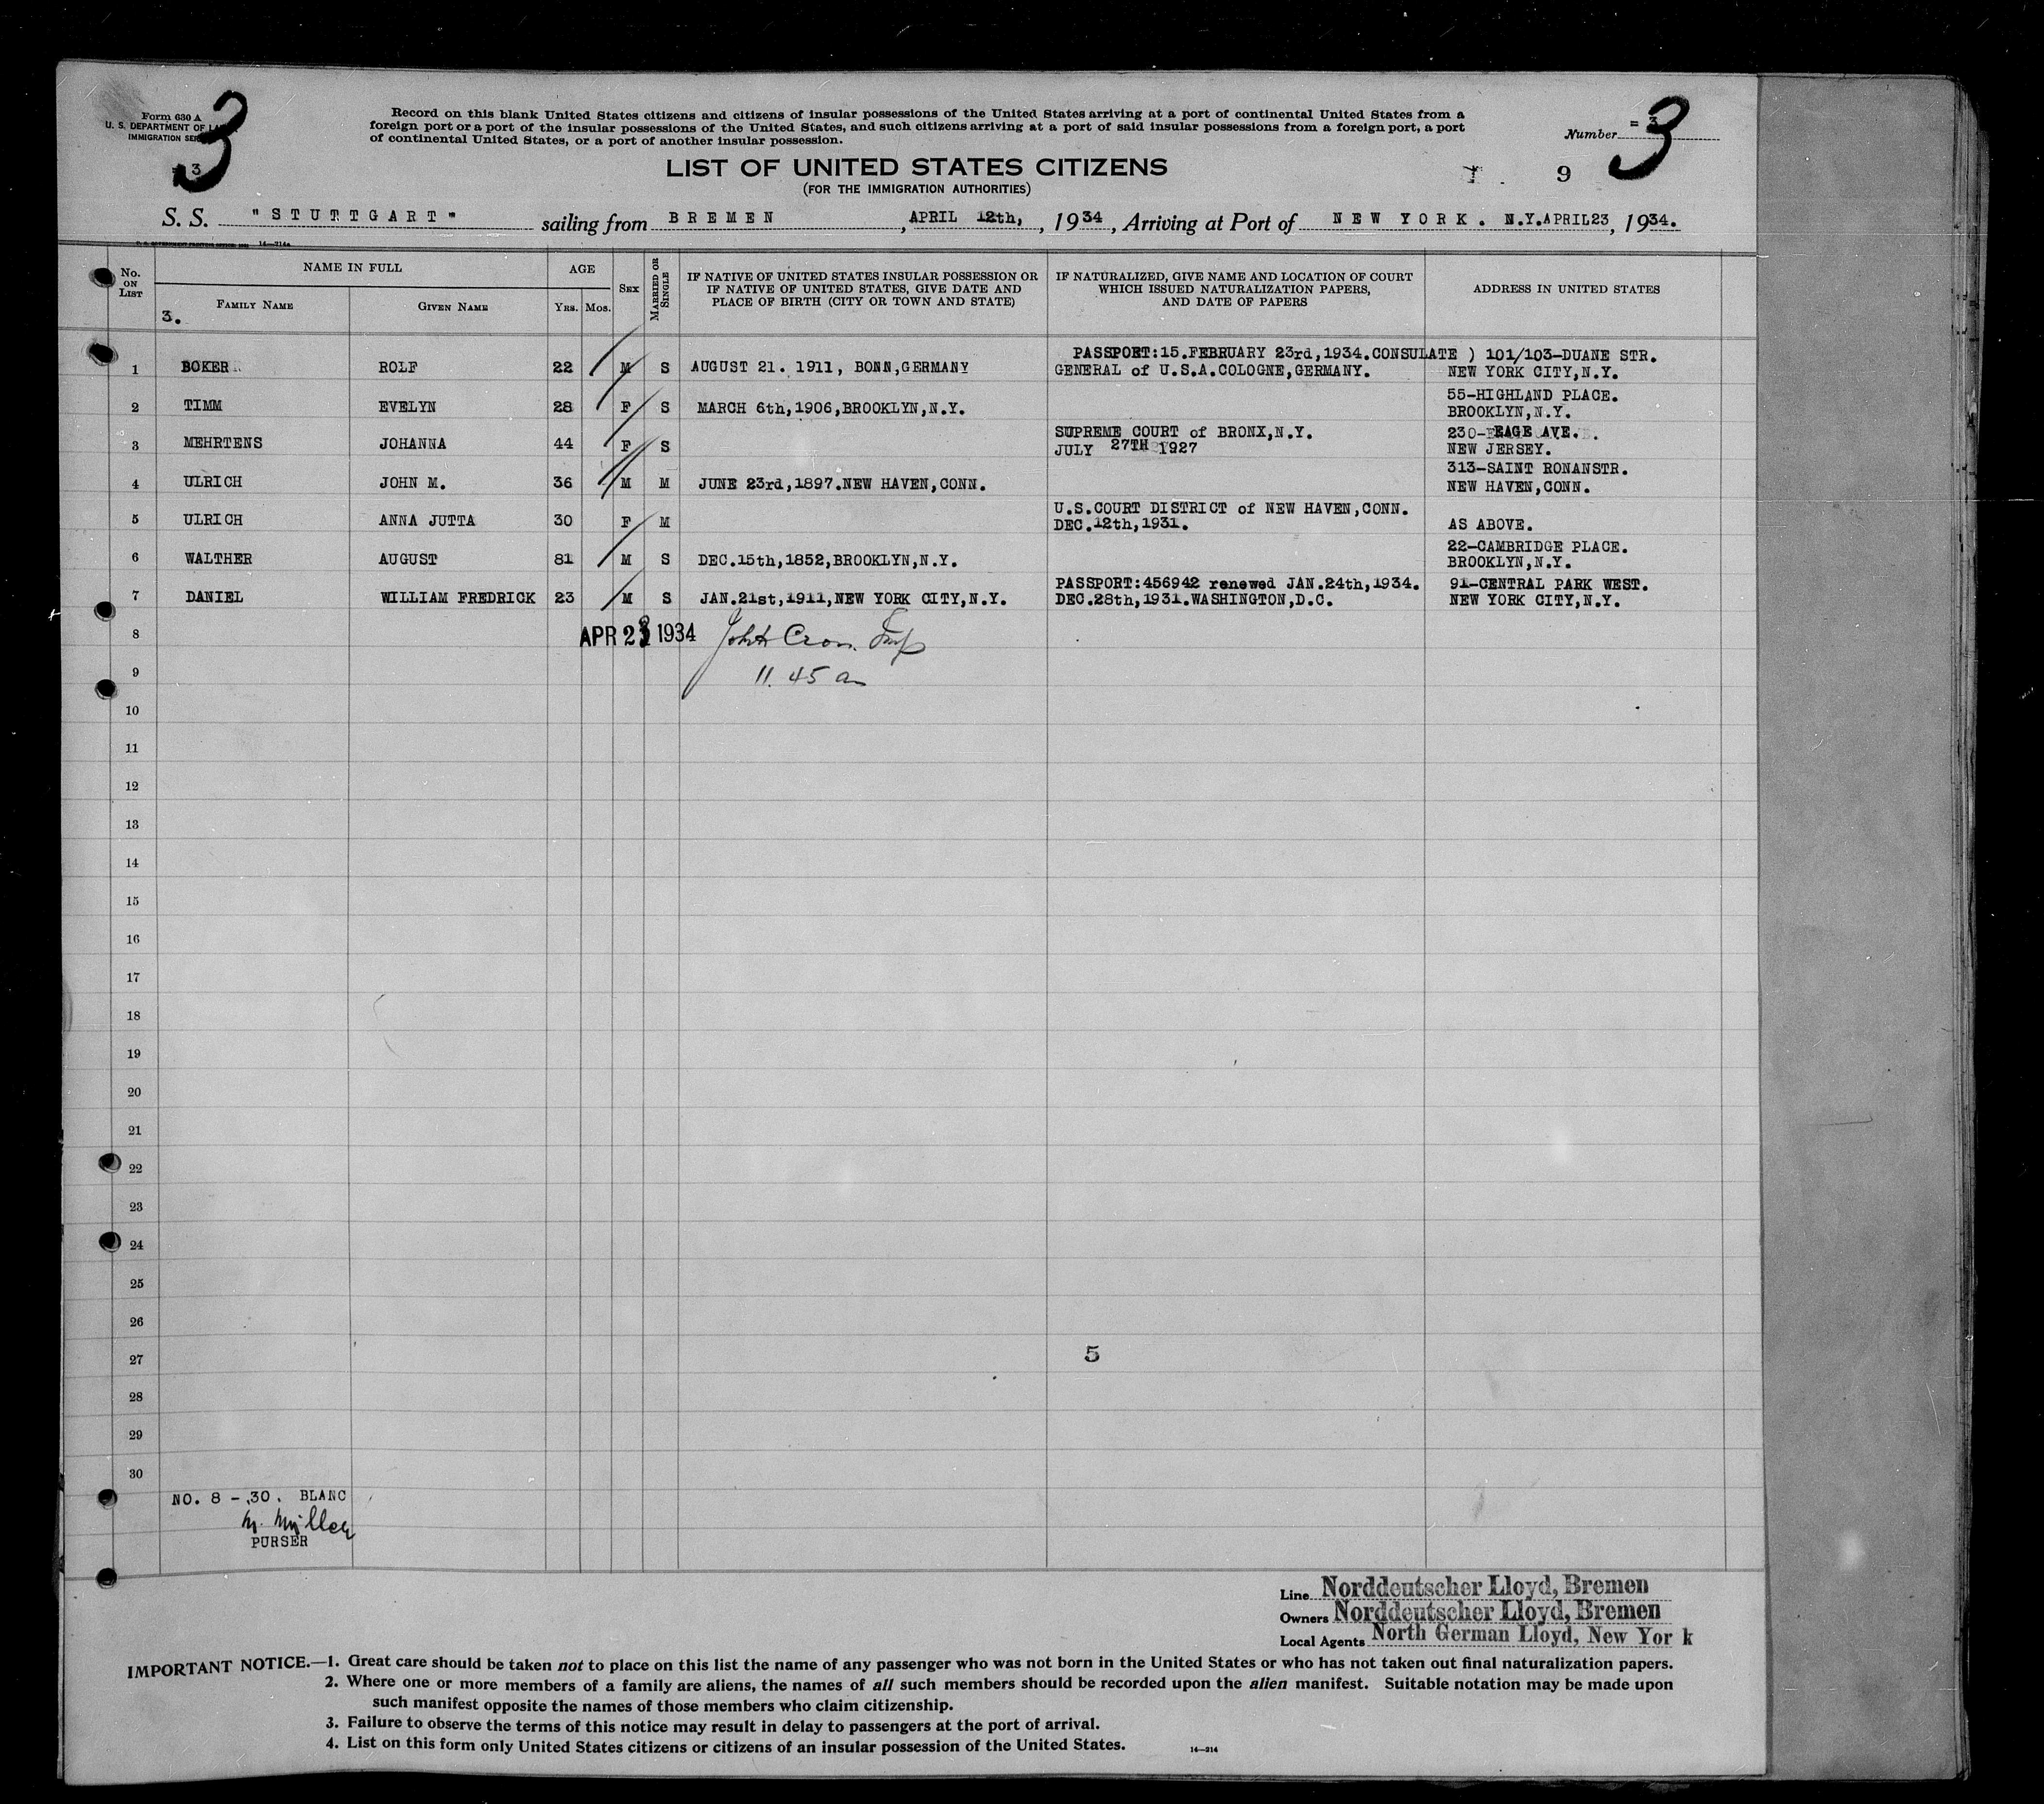 Form 630 A
U. S. DEPARTMENT OF
IMMIGRATION
3
3
Record on this blank United States citizens and citizens of insular possessions of the United States arriving at a port of continental United States from a
foreign port or a port of the insular possessions of the United States, and such citizens arriving at a port of said insular possessions from a foreign port, a port
of continental United States, or a port of another insular possession.
Number = 3
3
LIST OF UNITED STATES CITIZENS
(FOR THE IMMIGRATION AUTHORITIES)
9
S. S. "STUTTGART" sailing from BREMEN, APRIL 12th, 1934, Arriving at Port of NEW YORK. N.Y.APRIL23, 1934.
14—214a
No. ON LIST
NAME IN FULL
FAMILY NAME
GIVEN NAME
AGE
YRS. MOS.
SEX
MARRIED OR SINGLE
IF NATIVE OF UNITED STATES INSULAR POSSESSION OR
IF NATIVE OF UNITED STATES, GIVE DATE AND
PLACE OF BIRTH (CITY OR TOWN AND STATE)
IF NATURALIZED, GIVE NAME AND LOCATION OF COURT
WHICH ISSUED NATURALIZATION PAPERS,
AND DATE OF PAPERS
ADDRESS IN UNITED STATES
3.
PASSPORT:15.FEBRUARY 23rd,1934.CONSULATE ) 101/103-DUANE STR.
1 BOKER ROLF 22 M S AUGUST 21. 1911, BONN,GERMANY GENERAL of U.S.A.COLOGNE,GERMANY. NEW YORK CITY,N.Y.
55-HIGHLAND PLACE.
2 TIMM EVELYN 28 F S MARCH 6th,1906,BROOKLYN,N.Y. BROOKLYN,N.Y.
SUPREME COURT of BRONX,N.Y. 230- AVE.
3 MEHRTENS JOHANNA 44 F S JULY 27TH 1927 NEW JERSEY.
313-SAINT RONANSTR.
4 ULRICH JOHN M. 36 M M JUNE 23rd,1897.NEW HAVEN,CONN. NEW HAVEN,CONN.
U.S.COURT DISTRICT of NEW HAVEN,CONN.
5 ULRICH ANNA JUTTA 30 F M DEC.12th,1931. AS ABOVE.
22-CAMBRIDGE PLACE.
6 WALTHER AUGUST 81 M S DEC.15th,1852,BROOKLYN,N.Y. BROOKLYN,N.Y.
PASSPORT:456942 renewed JAN.24th,1934. 91-CENTRAL PARK WEST.
7 DANIEL WILLIAM FREDRICK 23 M S JAN.21st,1911,NEW YORK CITY,N.Y. DEC.28th,1931.WASHINGTON,D.C. NEW YORK CITY,N.Y.
8 APR 23 1934
9 11. 45 a
10
11
12
13
14
15
16
17
18
19
20
21
22
23
24
25
26
27 5
28
29
30
NO. 8 - 30. BLANC
PURSER
Line Norddeutscher Lloyd, Bremen
Owners Norddeutscher Lloyd, Bremen
Local Agents North German Lloyd, New York
IMPORTANT NOTICE.—1. Great care should be taken not to place on this list the name of any passenger who was not born in the United States or who has not taken out final naturalization papers.
2. Where one or more members of a family are aliens, the names of all such members should be recorded upon the alien manifest. Suitable notation may be made upon
such manifest opposite the names of those members who claim citizenship.
3. Failure to observe the terms of this notice may result in delay to passengers at the port of arrival.
4. List on this form only United States citizens or citizens of an insular possession of the United States.
14—214